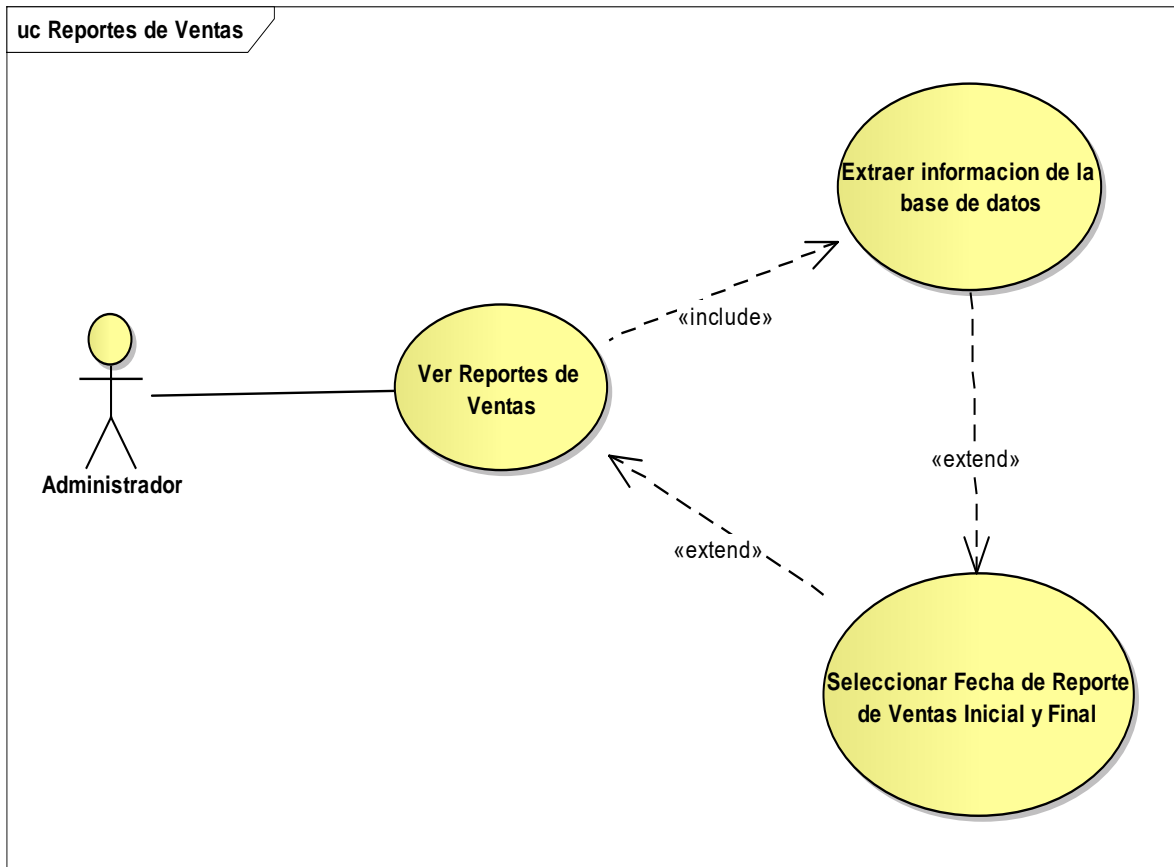 uc Reportes de Ventas
Extraer informacion de la
base de datos
«include»
Ver Reportes de
Ventas
Administrador
«extend»
«extend»
Seleccionar Fecha de Reporte
de Ventas Inicial y Final